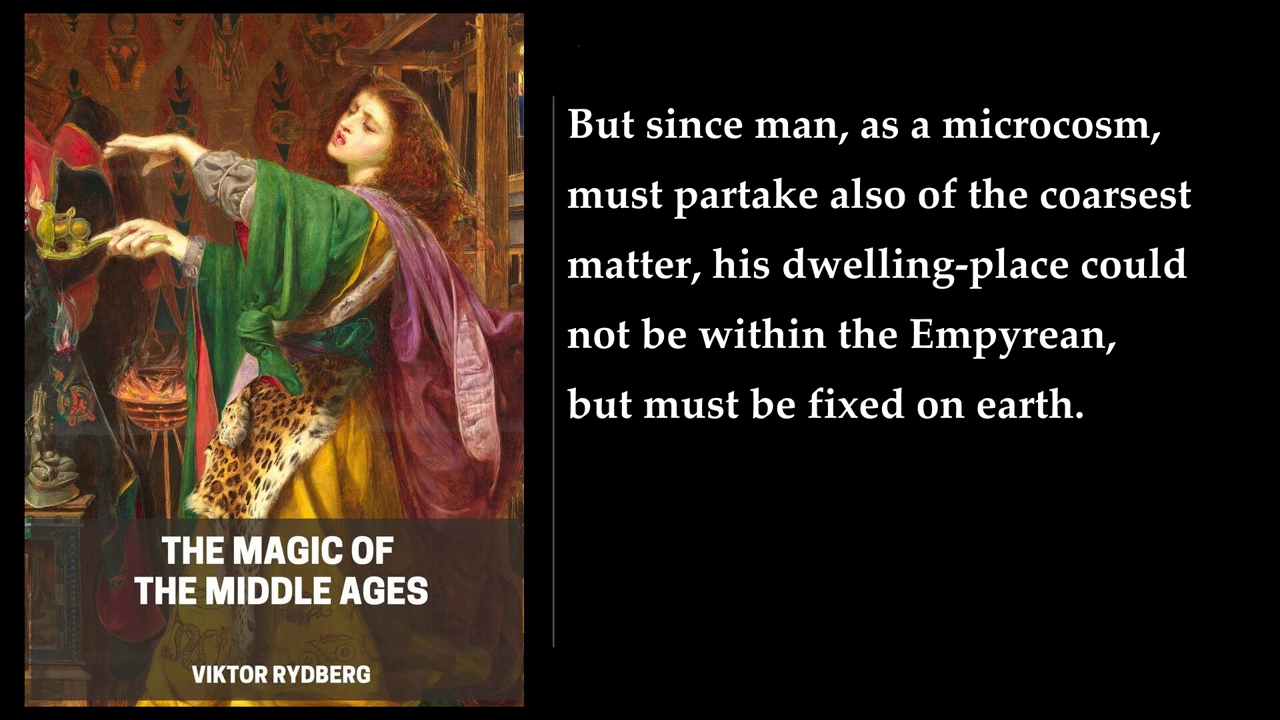 THE MAGIC OF
THE MIDDLE AGES
VIKTOR RYDBERG
But since man, as a microcosm,
must partake also of the coarsest
matter, his dwelling-place could
not be within the Empyrean,
but must be fixed on earth.